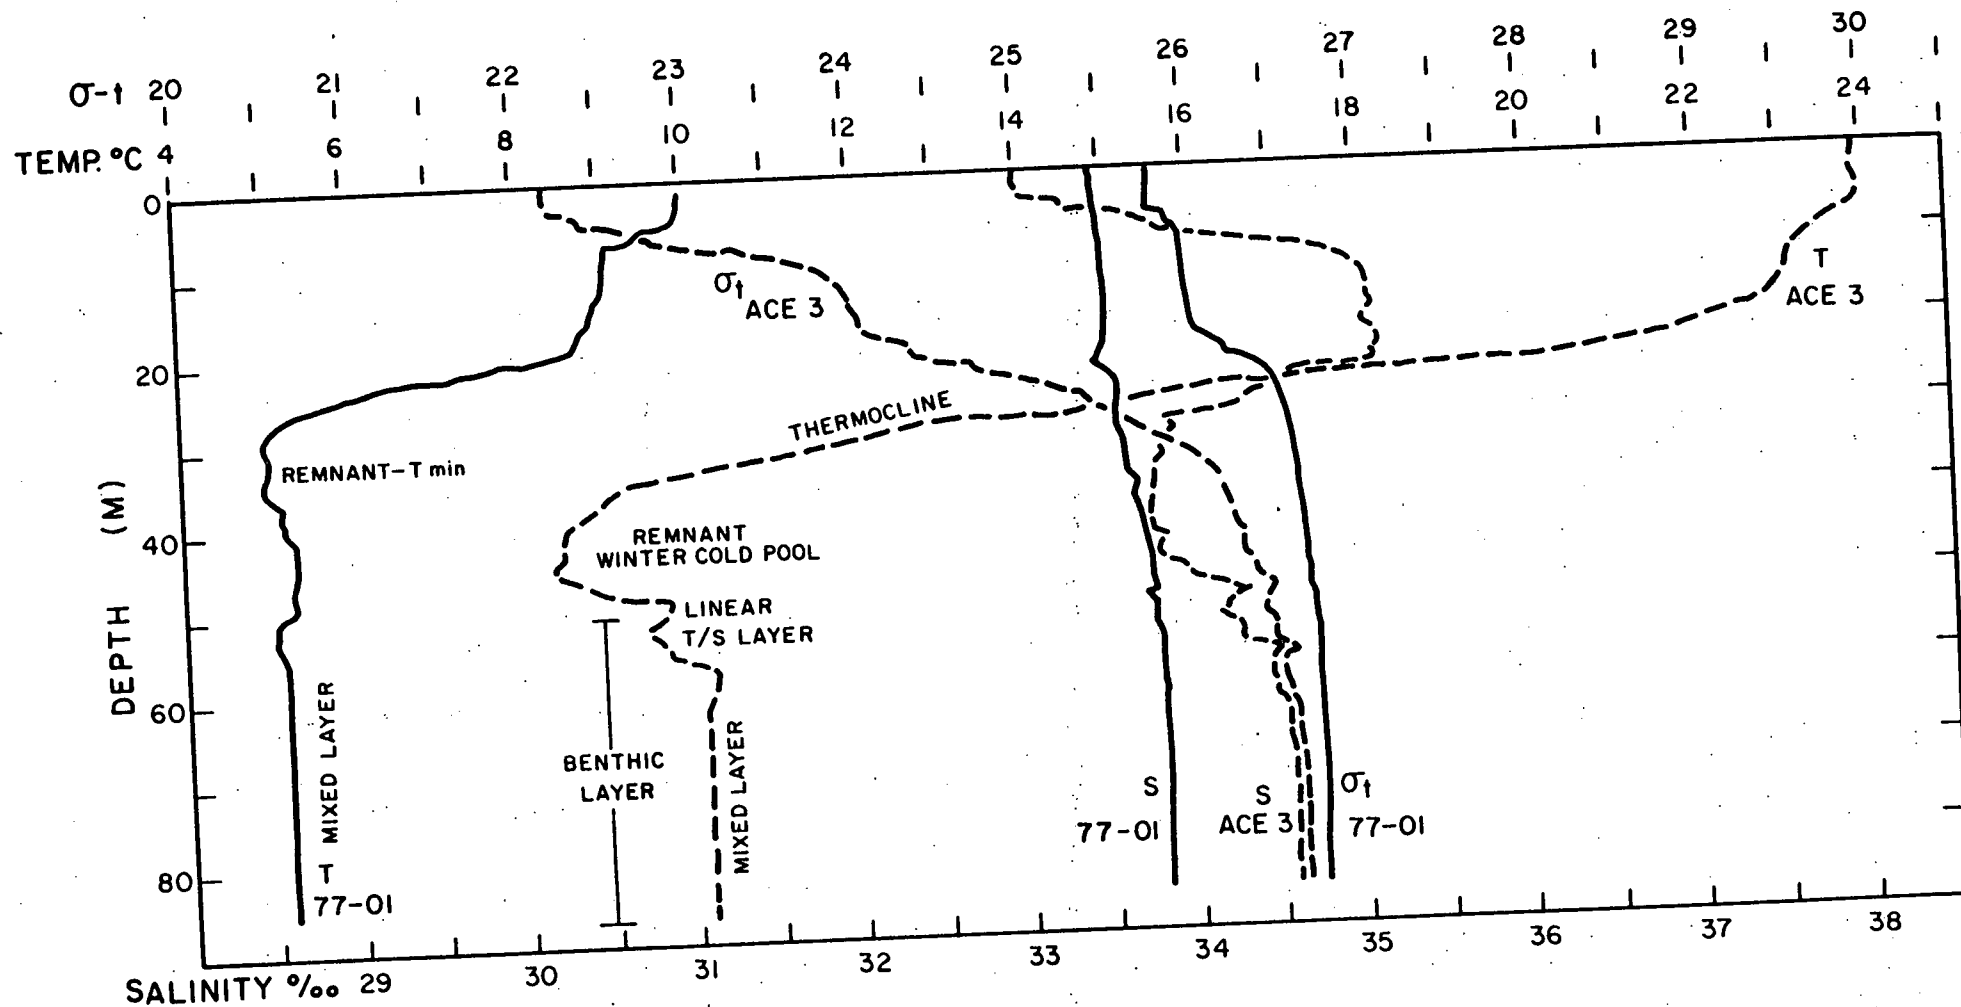 σ-t 20 21 22 23 24 25 26 27 28 29 30
TEMP. °C 4 6 8 10 12 14 16 18 20 22 24
0
σt ACE 3
T
ACE 3
20
THERMOCLINE
REMNANT-T min
DEPTH (M)
40
REMNANT
WINTER COLD POOL
LINEAR
T/S LAYER
60
T MIXED LAYER
BENTHIC
LAYER
MIXED LAYER
S
77-01
S
ACE 3
σt
77-01
80
77-01
SALINITY ‰ 29 30 31 32 33 34 35 36 37 38